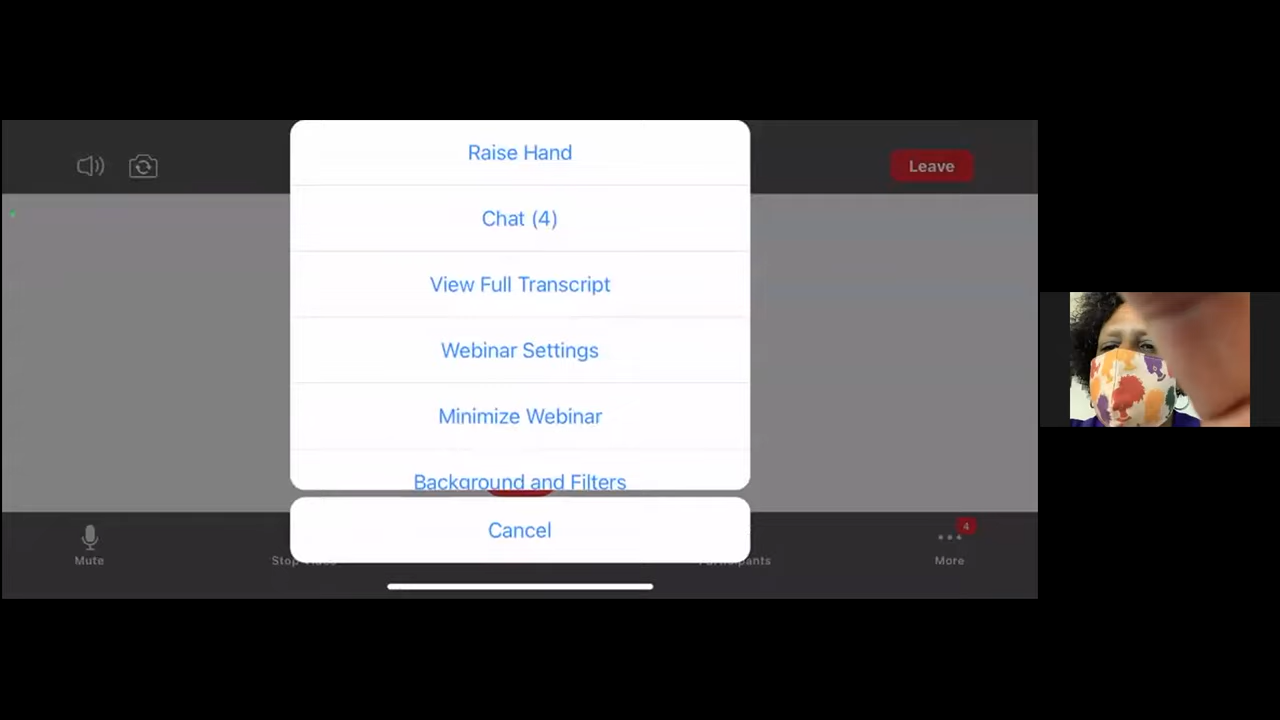 Raise Hand
Leave
Chat (4)
View Full Transcript
Webinar Settings
Minimize Webinar
Background and Filters
Cancel
4
Mute
More